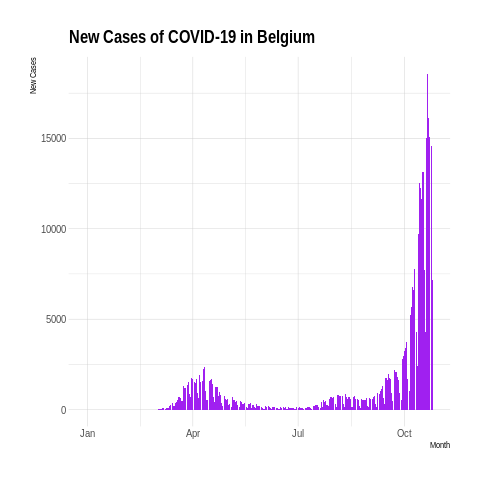 New Cases of COVID-19 in Belgium
New Cases
15000
10000
5000
0
Jan Apr Jul Oct
Month